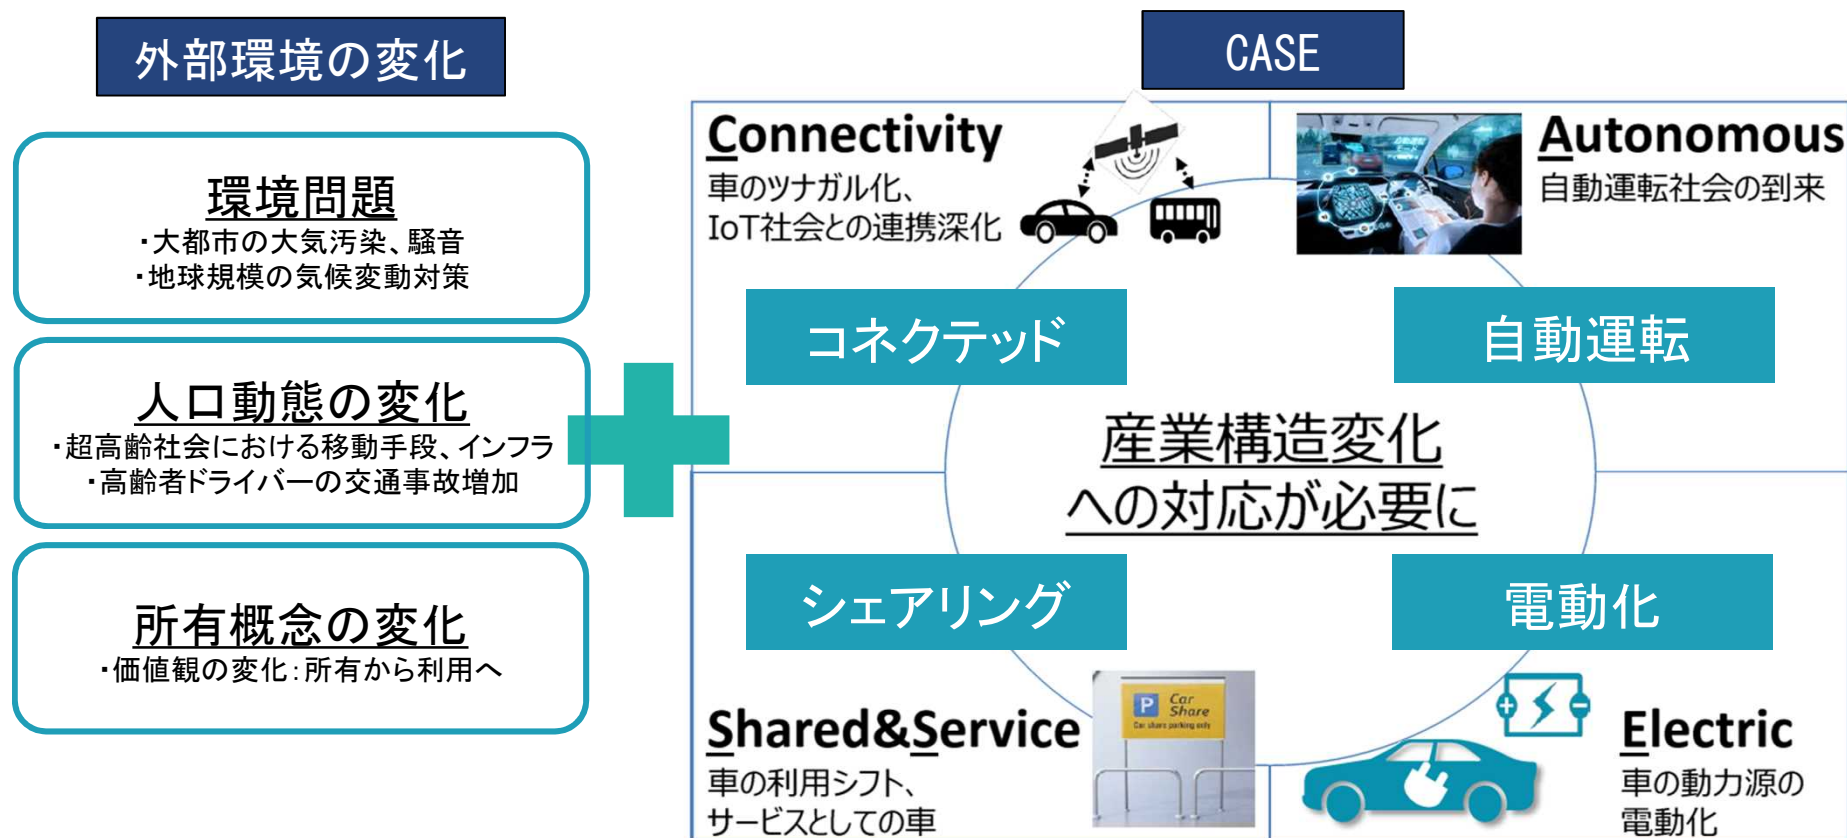 外部環境の変化
環境問題
・大都市の大気汚染、騒音
・地球規模の気候変動対策
人口動態の変化
・超高齢社会における移動手段、インフラ
・高齢者ドライバーの交通事故増加
所有概念の変化
・価値観の変化：所有から利用へ
CASE
Connectivity
車のツナガル化、
IoT社会との連携深化
Autonomous
自動運転社会の到来
コネクテッド
自動運転
産業構造変化
への対応が必要に
シェアリング
電動化
Shared&Service
車の利用シフト、
サービスとしての車
P Car
Share
Car share parking only
Electric
車の動力源の
電動化